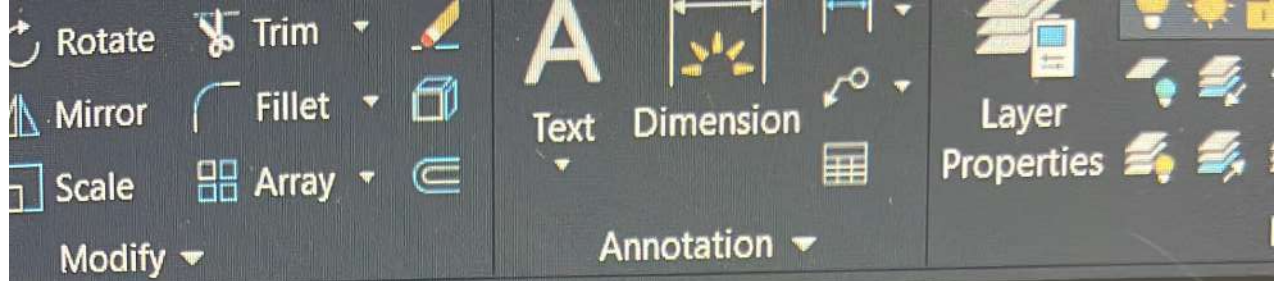 Rotate
Trim
Mirror
Fillet
Scale
Array
Modify
A
Text
Dimension
Annotation
Layer
Properties